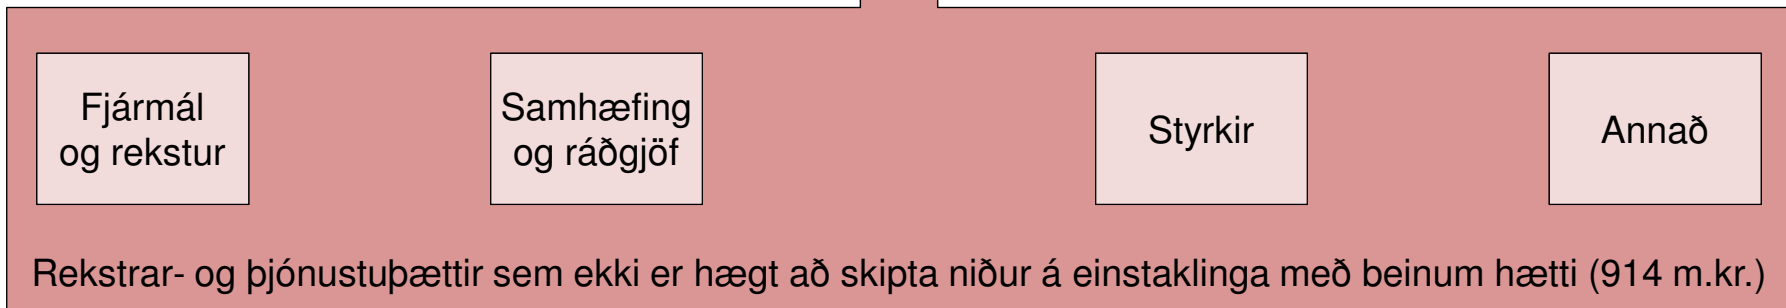 Fjármál
og rekstur
Samhæfing
og ráðgjöf
Styrkir
Annað
Rekstrar- og þjónustuþættir sem ekki er hægt að skipta niður á einstaklinga með beinum hætti (914 m.kr.)